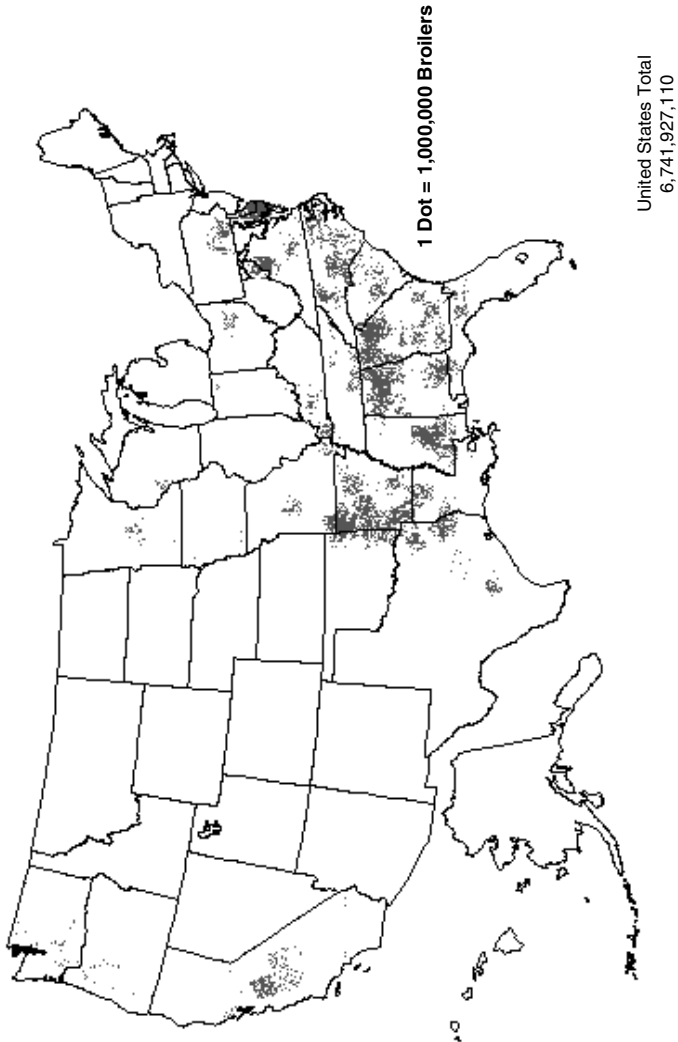 1 Dot = 1,000,000 Broilers
United States Total
6,741,927,110